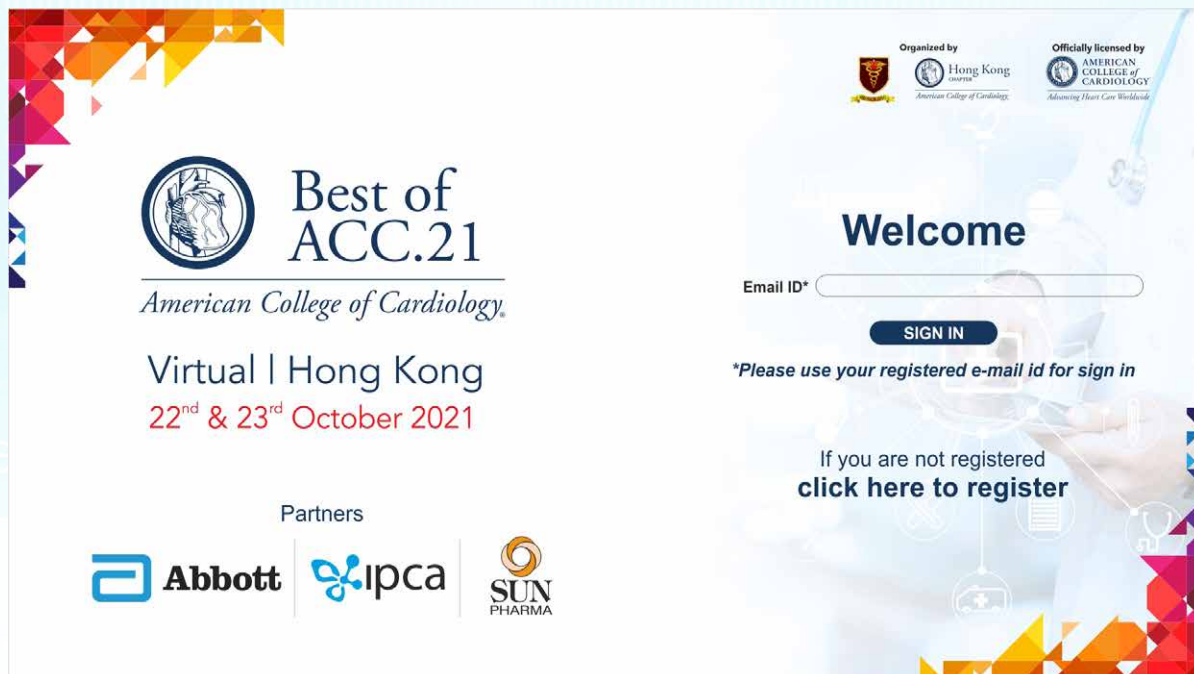 Organized by
Officially licensed by
Hong Kong
CHAPTER
American College of Cardiology
AMERICAN
COLLEGE of
CARDIOLOGY
Advancing Heart Care Worldwide
Best of
ACC.21
American College of Cardiology®
Virtual | Hong Kong
22nd & 23rd October 2021
Partners
Abbott
ipca
SUN
PHARMA
Welcome
Email ID*
SIGN IN
*Please use your registered e-mail id for sign in
If you are not registered
click here to register